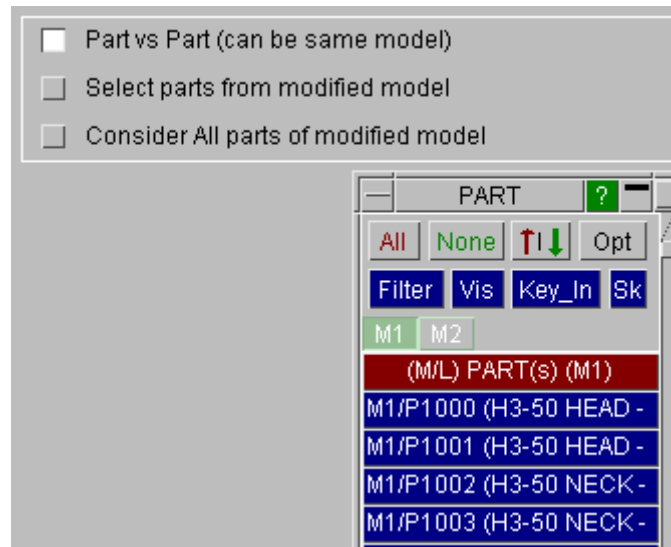 Part vs Part (can be same model)
Select parts from modified model
Consider All parts of modified model
PART ?
All None Opt
Filter Vis Key_In Sk
M1 M2
(M/L) PART(s) (M1)
M1/P1000 (H3-50 HEAD -
M1/P1001 (H3-50 HEAD -
M1/P1002 (H3-50 NECK -
M1/P1003 (H3-50 NECK -